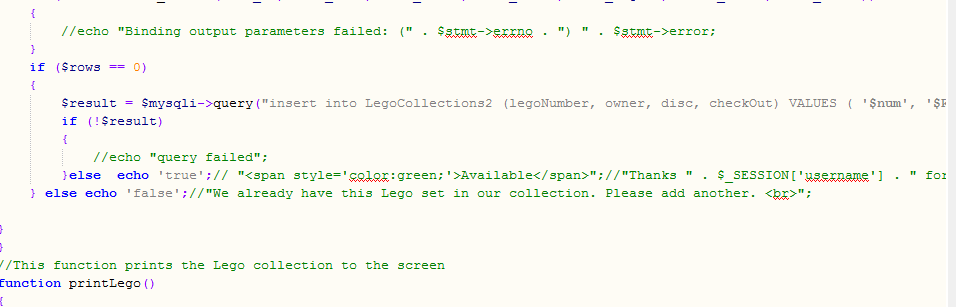 {
//echo "Binding output parameters failed: (" . $stmt->errno . ") " . $stmt->error;
}
if ($rows == 0)
{
$result = $mysqli->query("insert into LegoCollections2 (legoNumber, owner, disc, checkOut) VALUES ( '$num', '$
if (!$result)
{
//echo "query failed";
}else  echo 'true';// "<span style='color:green;'>Available</span>";//"Thanks " . $_SESSION['username'] . " for
} else echo 'false';//"We already have this Lego set in our collection. Please add another. <br>";
}
}
//This function prints the Lego collection to the screen
function printLego()
{